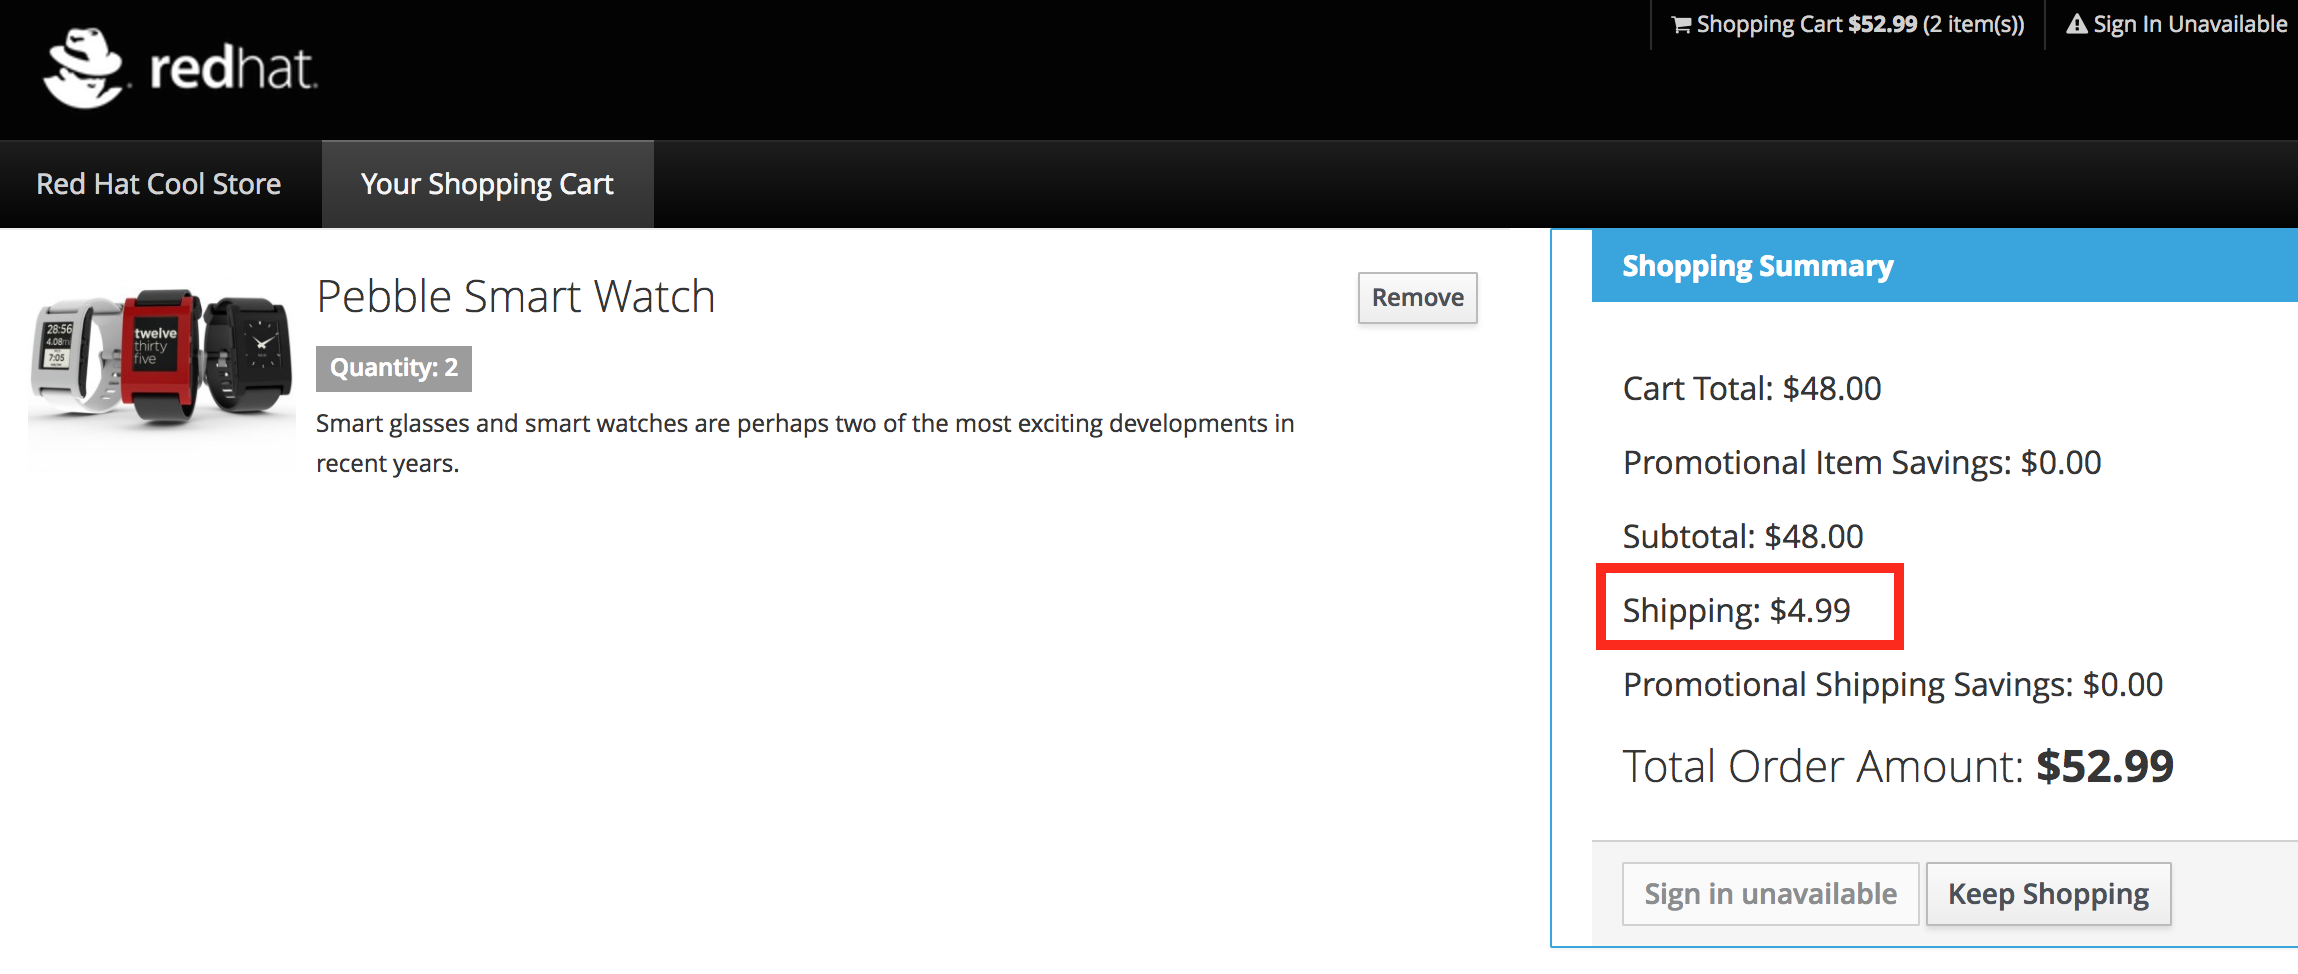 Shopping Cart $52.99 (2 item(s))
Sign In Unavailable
redhat.
Red Hat Cool Store
Your Shopping Cart
28:56
4.08mi
7:05
twelve
thirty
five
Pebble Smart Watch
Remove
Quantity: 2
Smart glasses and smart watches are perhaps two of the most exciting developments in
recent years.
Shopping Summary
Cart Total: $48.00
Promotional Item Savings: $0.00
Subtotal: $48.00
Shipping: $4.99
Promotional Shipping Savings: $0.00
Total Order Amount: $52.99
Sign in unavailable
Keep Shopping